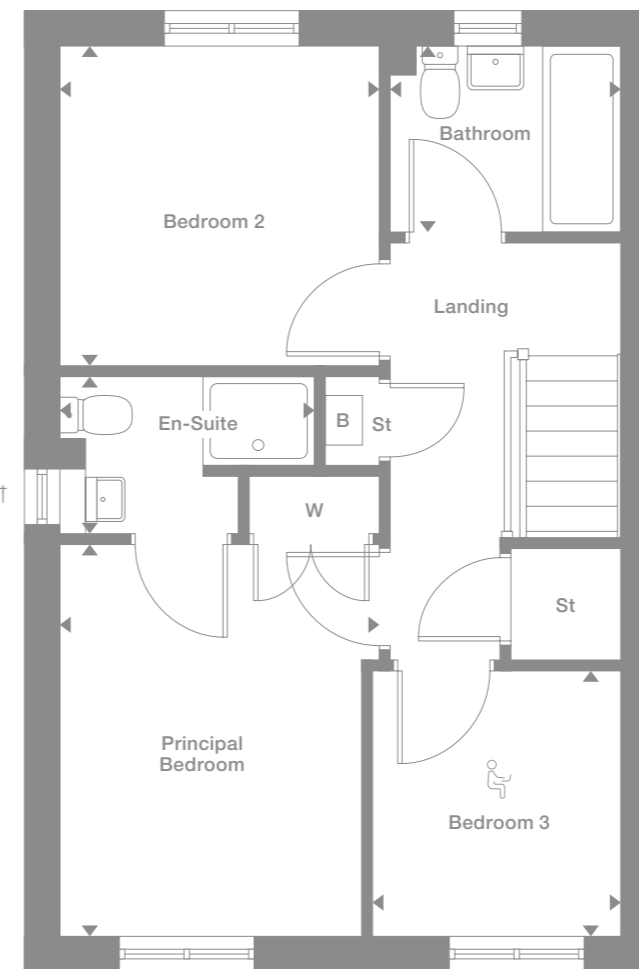 Bathroom
Bedroom 2
Landing
En-Suite
B
St
†
W
St
Principal
Bedroom
Bedroom 3